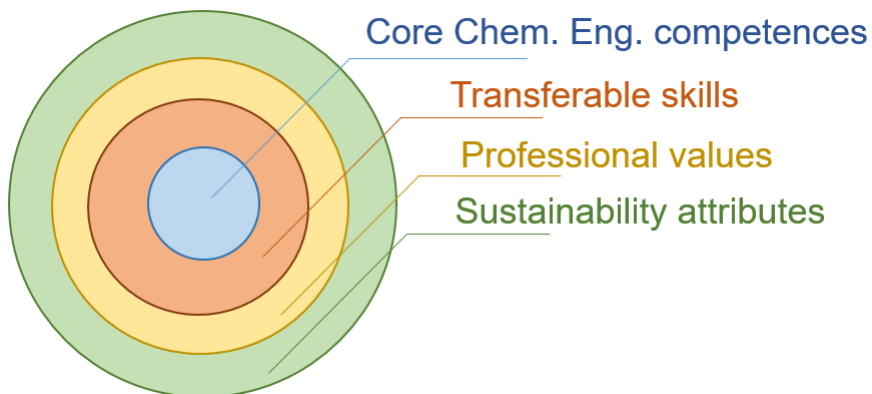 Core Chem. Eng. competences
Transferable skills
Professional values
Sustainability attributes